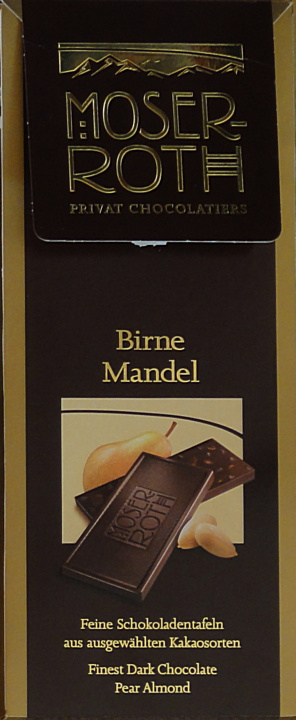 MOSER-
ROTH
PRIVAT CHOCOLATIERS
Birne
Mandel
MOSER-
ROTH
Feine Schokoladentafeln
aus ausgewählten Kakaosorten
Finest Dark Chocolate
Pear Almond